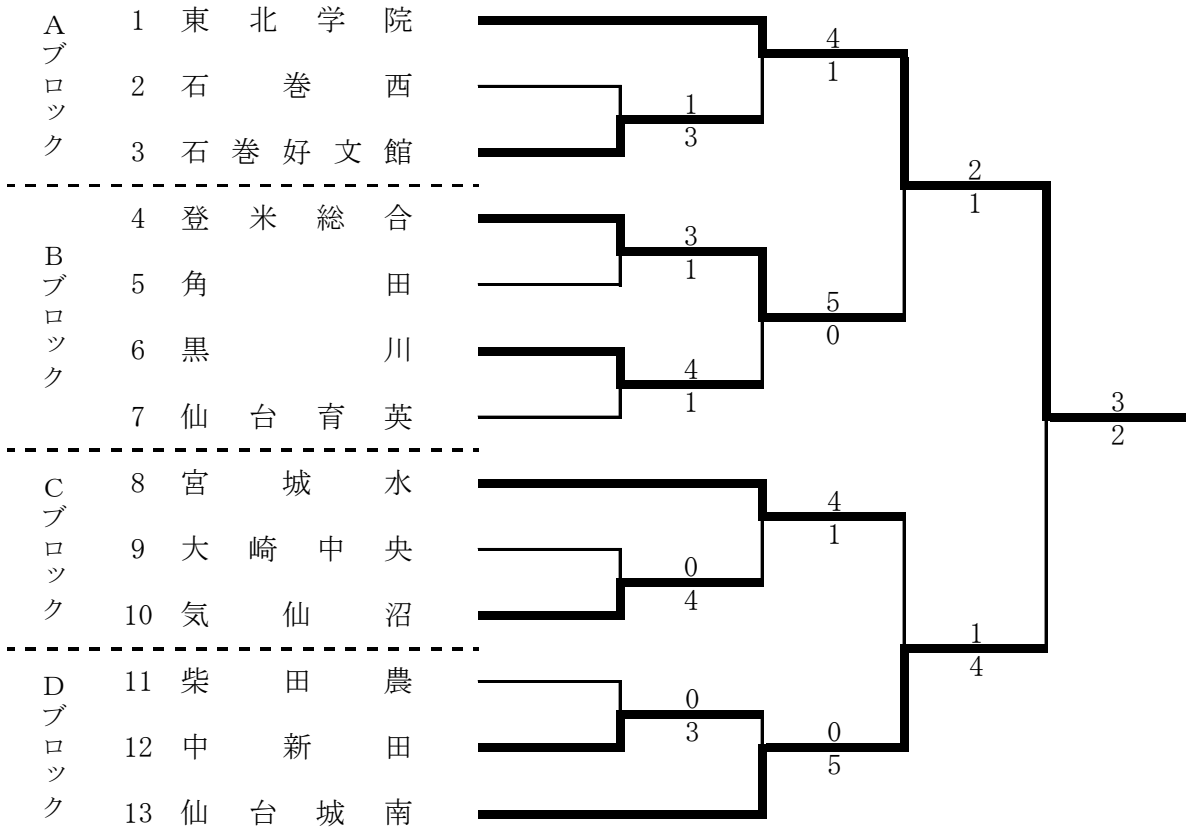 Aブロック
1 東北学院
2 石巻西
3 石巻好文館
Bブロック
4 登米総合
5 角田
6 黒川
7 仙台育英
Cブロック
8 宮城水
9 大崎中央
10 気仙沼
Dブロック
11 柴田農
12 中新田
13 仙台城南
1
3
3
1
4
1
0
4
0
3
4
1
5
0
4
1
0
5
2
1
1
4
3
2